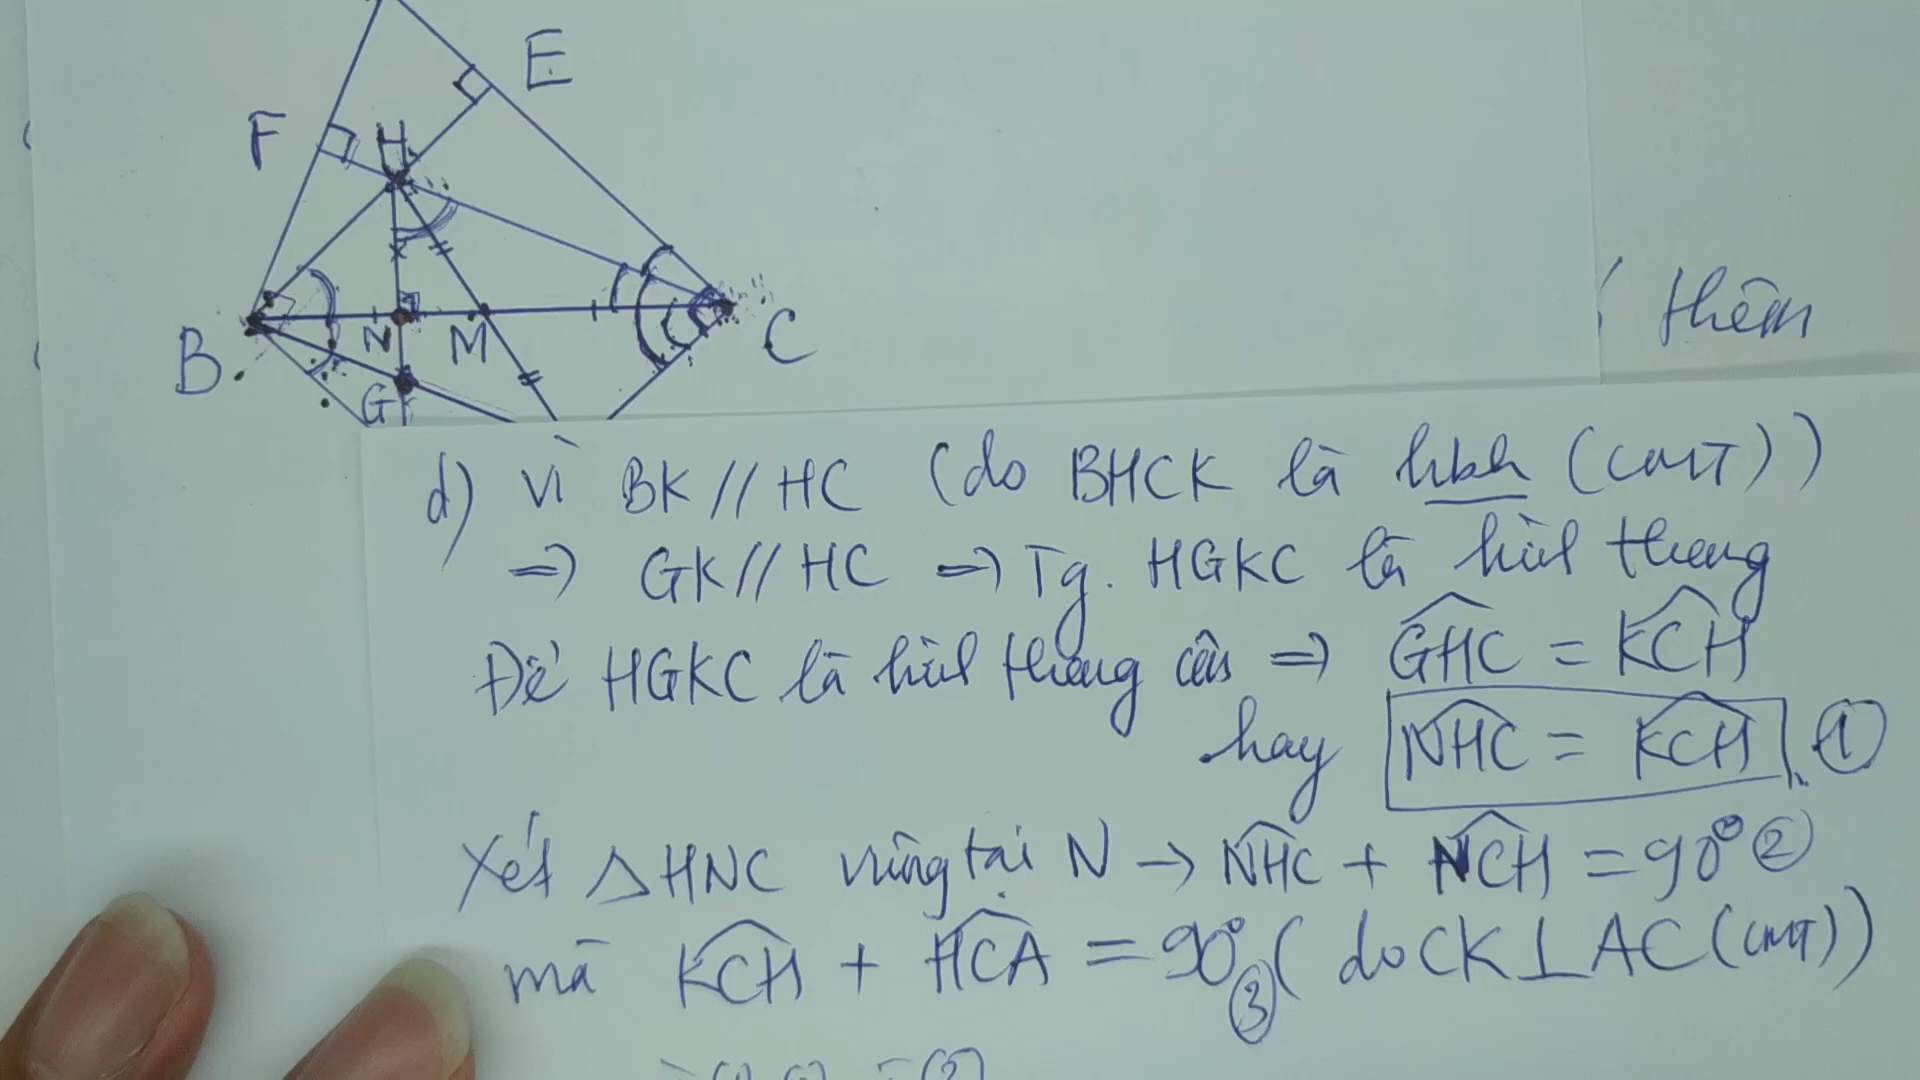 E
F H
B N M C
G
thêm
d) Vì BK // HC (do BHCK là hbh (CMT))
=> GK // HC => Tg. HGKC là hình thang
Để HGKC là hình thang cân => GHC = KCH
hay NHC = KCH ①
Xét △HNC vuông tại N → NHC + NCH = 90° ②
mà KCH + HCA = 90° ③ (do CK ⊥ AC (CMT))